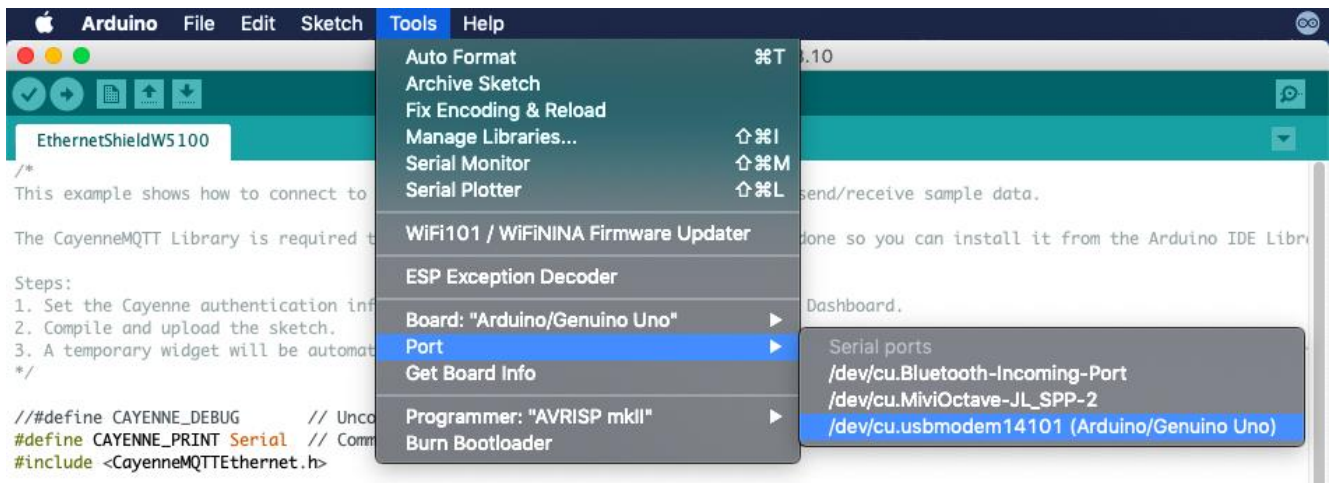 Arduino File Edit Sketch Tools Help
.10
Auto Format ⌘T
Archive Sketch
Fix Encoding & Reload
Manage Libraries... ⇧⌘I
Serial Monitor ⇧⌘M
Serial Plotter ⇧⌘L
WiFi101 / WiFiNINA Firmware Updater
ESP Exception Decoder
Board: "Arduino/Genuino Uno"
Port
Get Board Info
Programmer: "AVRISP mkII"
Burn Bootloader
Serial ports
/dev/cu.Bluetooth-Incoming-Port
/dev/cu.MiviOctave-JL_SPP-2
/dev/cu.usbmodem14101 (Arduino/Genuino Uno)
EthernetShieldW5100
/*
This example shows how to connect to send/receive sample data.
The CayenneMQTT Library is required done so you can install it from the Arduino IDE
Steps:
1. Set the Cayenne authentication Dashboard.
2. Compile and upload the sketch.
3. A temporary widget will be
*/
//#define CAYENNE_DEBUG //
#define CAYENNE_PRINT Serial //
#include <CayenneMQTTEthernet.h>